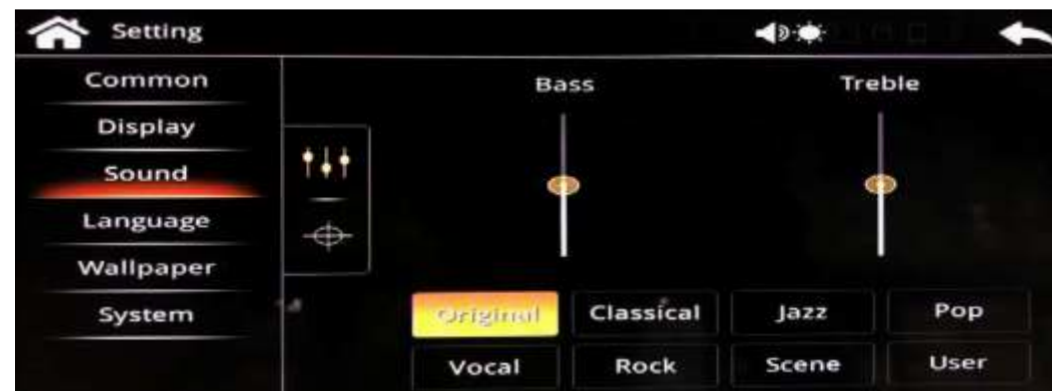 Setting
Common
Display
Sound
Language
Wallpaper
System
Bass Treble
Original Classical Jazz Pop
Vocal Rock Scene User